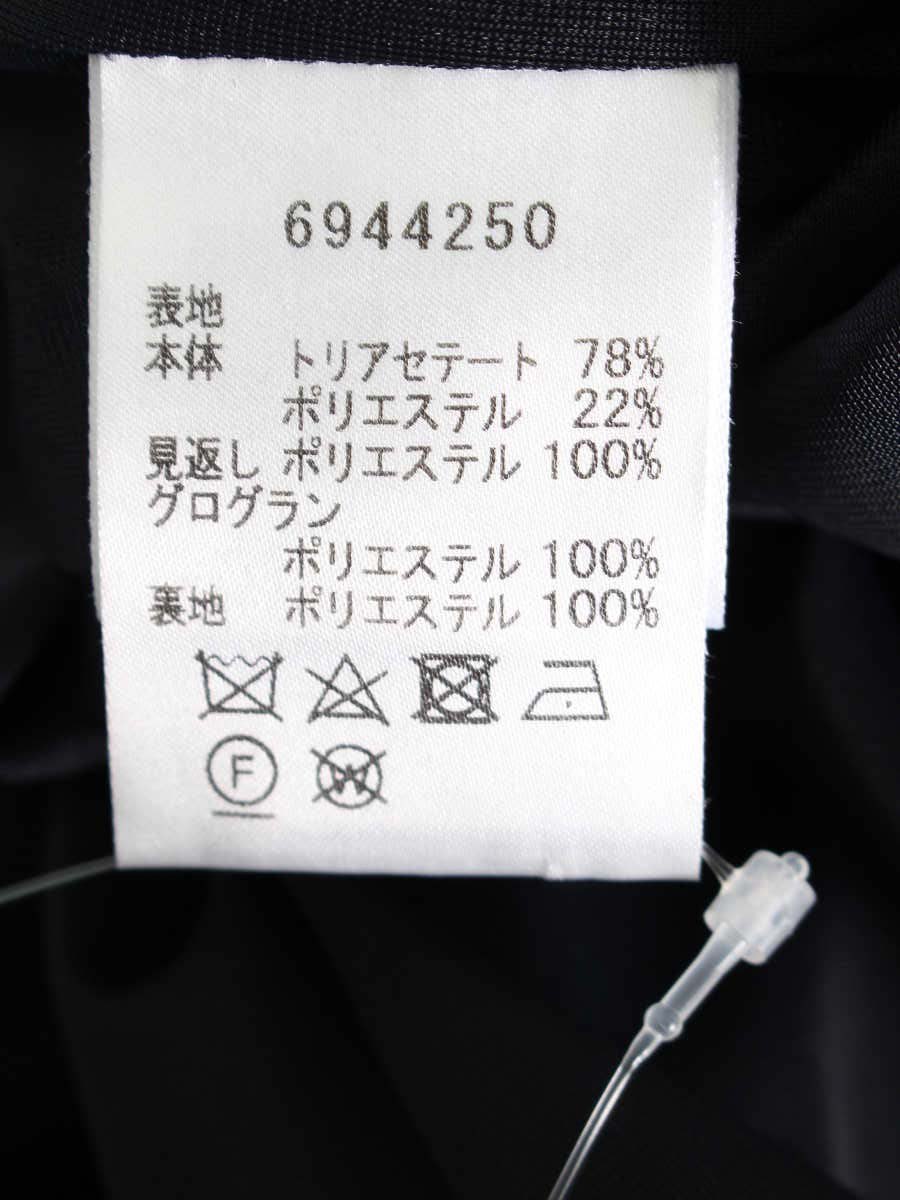 6944250
表地
本体 トリアセテート 78%
ポリエステル 22%
見返し ポリエステル 100%
グログラン
ポリエステル 100%
裏地 ポリエステル 100%
F W